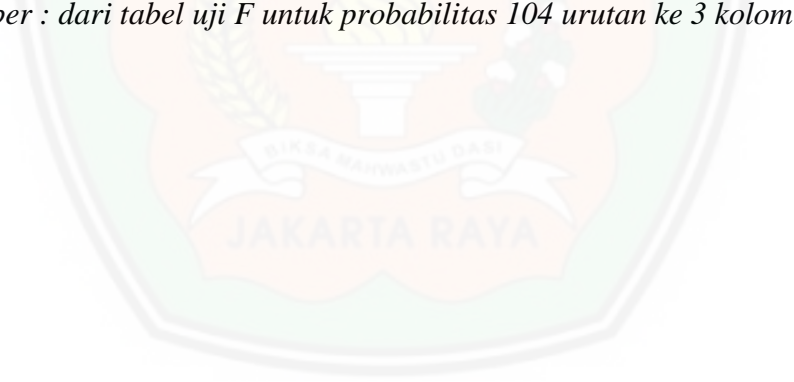 ber : dari tabel uji F untuk probabilitas 104 urutan ke 3 kolom
BIKSA MAHWASTU DASI
JAKARTA RAYA